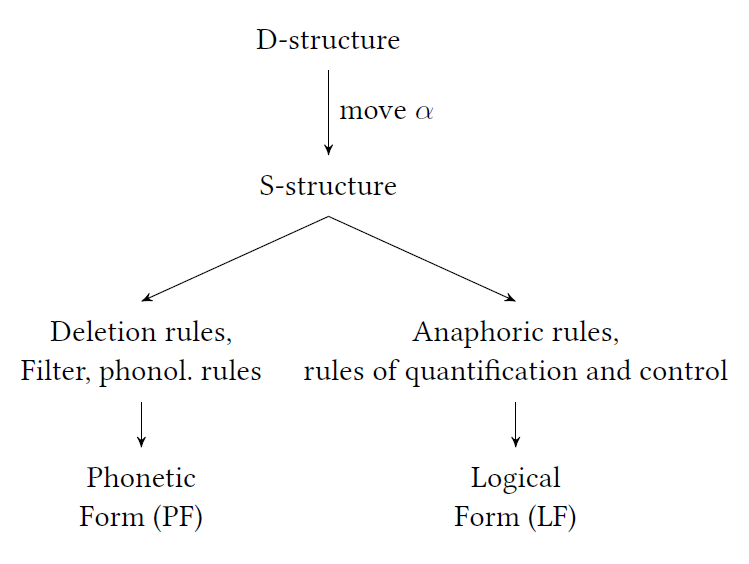 D-structure
move α
S-structure
Deletion rules,
Filter, phonol. rules
Anaphoric rules,
rules of quantification and control
Phonetic
Form (PF)
Logical
Form (LF)